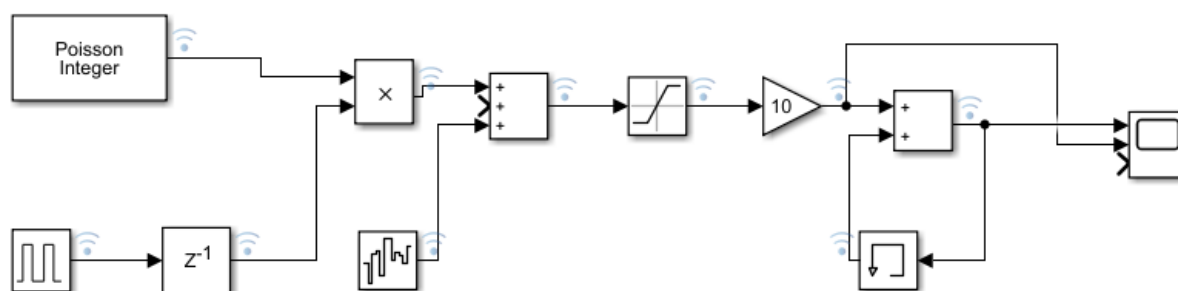 Poisson
Integer
×
+
+
+
10
+
+
Z-1